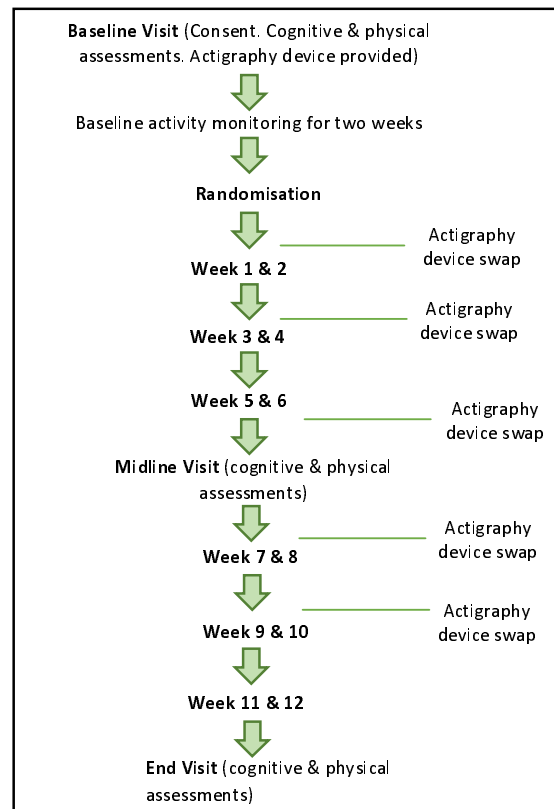 Baseline Visit (Consent. Cognitive & physical
assessments. Actigraphy device provided)
Baseline activity monitoring for two weeks
Randomisation
Actigraphy
device swap
Week 1 & 2
Actigraphy
device swap
Week 3 & 4
Week 5 & 6
Actigraphy
device swap
Midline Visit (cognitive & physical
assessments)
Actigraphy
device swap
Week 7 & 8
Actigraphy
device swap
Week 9 & 10
Week 11 & 12
End Visit (cognitive & physical
assessments)